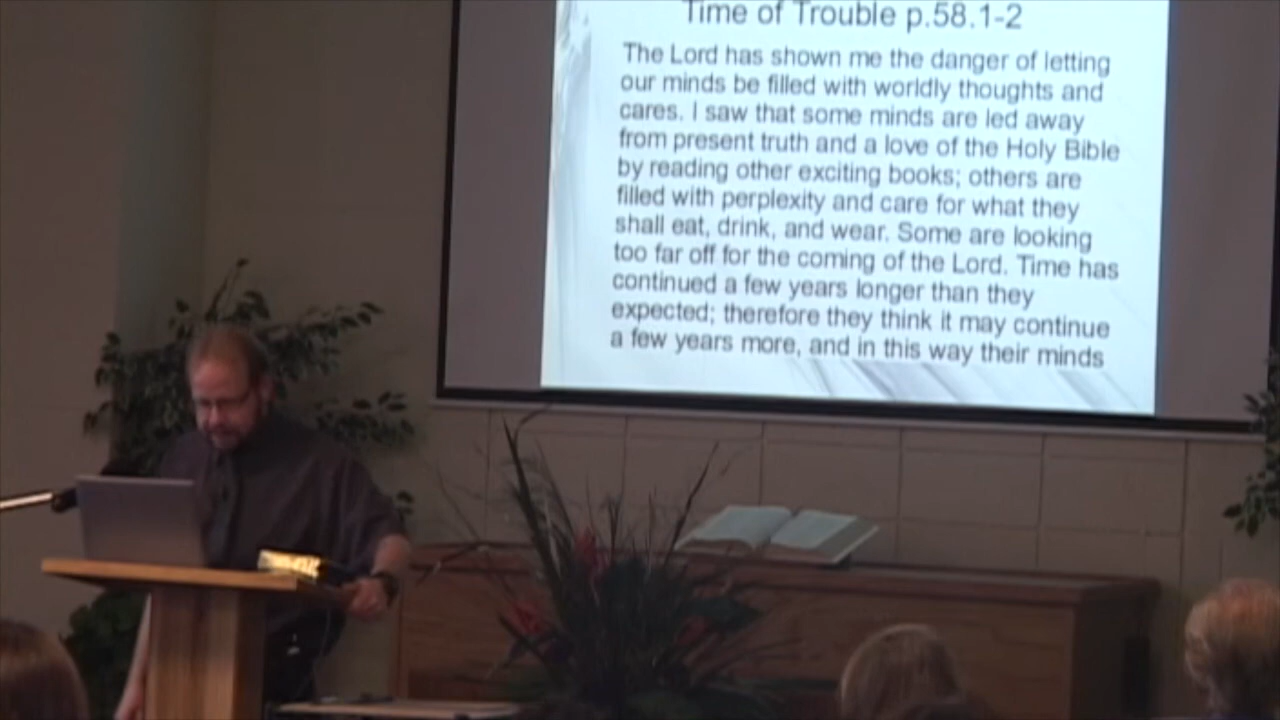 Time of Trouble p.58.1-2
The Lord has shown me the danger of letting
our minds be filled with worldly thoughts and
cares. I saw that some minds are led away
from present truth and a love of the Holy Bible
by reading other exciting books; others are
filled with perplexity and care for what they
shall eat, drink, and wear. Some are looking
too far off for the coming of the Lord. Time has
continued a few years longer than they
expected; therefore they think it may continue
a few years more, and in this way their minds